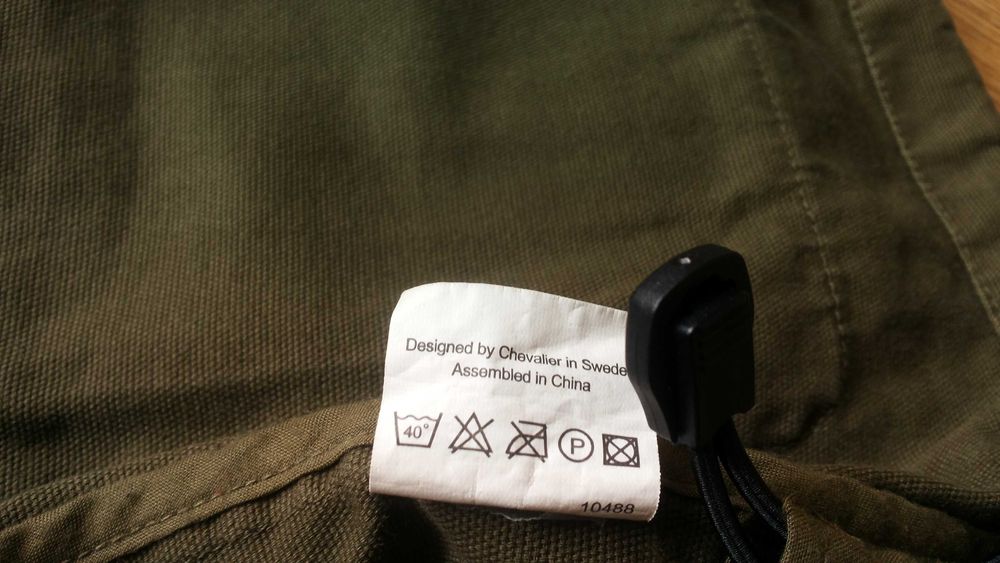 Designed by Chevalier in Swede
Assembled in China
40°
P
10488